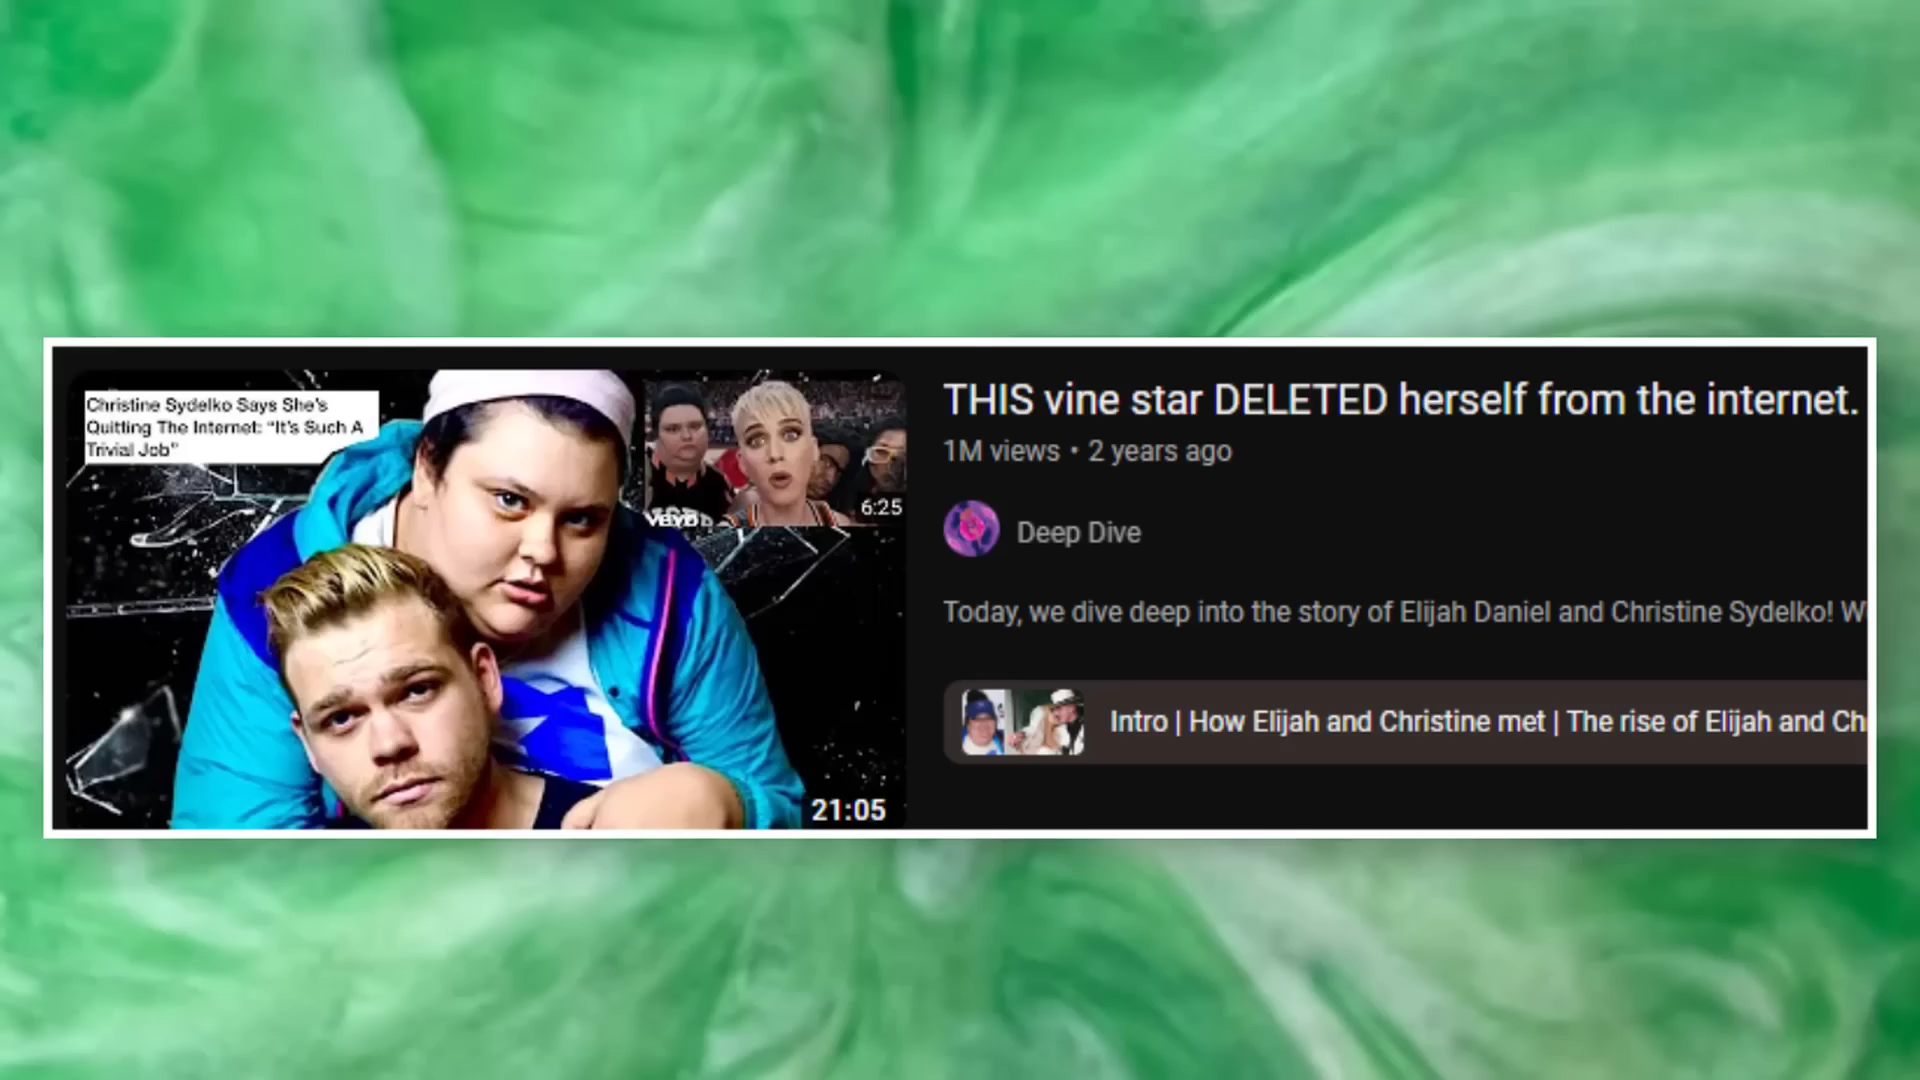 Christine Sydelko Says She's
Quitting The Internet: “It's Such A
Trivial Job”
6:25
vevo
21:05
THIS vine star DELETED herself from the internet.
1M views • 2 years ago
Deep Dive
Today, we dive deep into the story of Elijah Daniel and Christine Sydelko! W
Intro | How Elijah and Christine met | The rise of Elijah and Ch